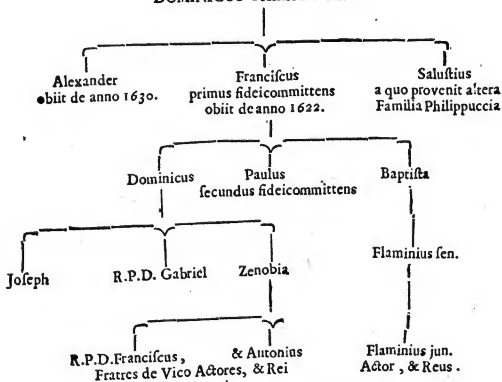 Alexander
obiit de anno 1630.
Franciſcus
primus fideicommittens
obiit de anno 1622.
Saluſtius
a quo provenit altera
Familia Philippuccia
Dominicus
Paulus
ſecundus fideicommittens
Baptiſta
Joſeph
R.P.D. Gabriel
Zenobia
Flaminius ſen.
R.P.D.Franciſcus,
& Antonius
Fratres de Vico Actores, & Rei
Flaminius jun.
Actor, & Reus.